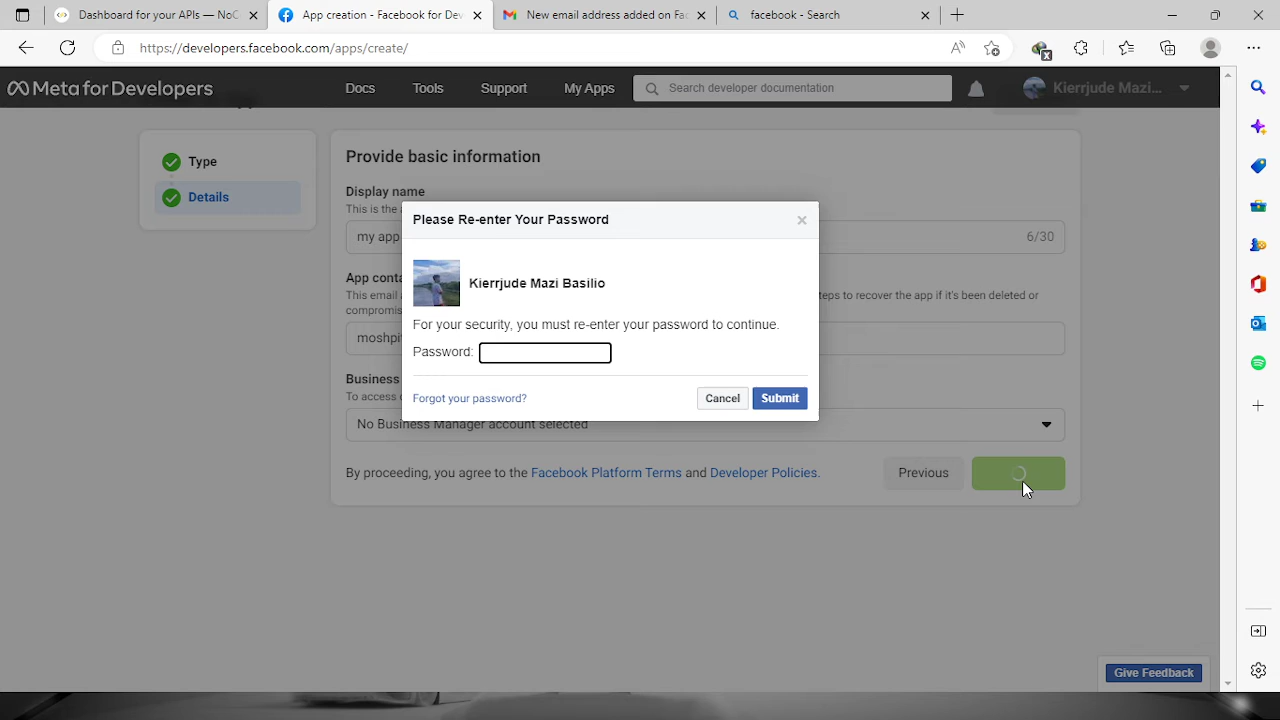 Dashboard for your APIs — NoC
App creation - Facebook for Dev
New email address added on Fac
facebook - Search
https://developers.facebook.com/apps/create/
Meta for Developers
Docs
Tools
Support
My Apps
Search developer documentation
Kierrjude Mazi...
Type
Details
Provide basic information
Display name
This is the
my app
6/30
App conta
This email
teps to recover the app if it's been deleted or
compromis
moshpi
Business
To access
No Business Manager account selected
By proceeding, you agree to the Facebook Platform Terms and Developer Policies.
Previous
Please Re-enter Your Password
Kierrjude Mazi Basilio
For your security, you must re-enter your password to continue.
Password:
Forgot your password?
Cancel
Submit
Give Feedback